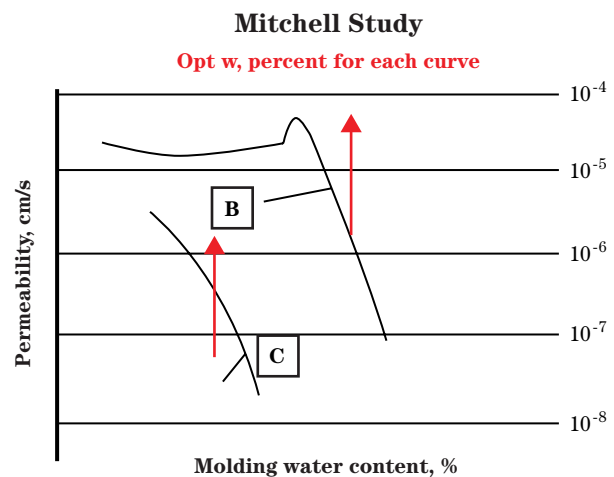 Mitchell Study
Opt w, percent for each curve
10-4
10-5
B
10-6
Permeability, cm/s
10-7
C
10-8
Molding water content, %